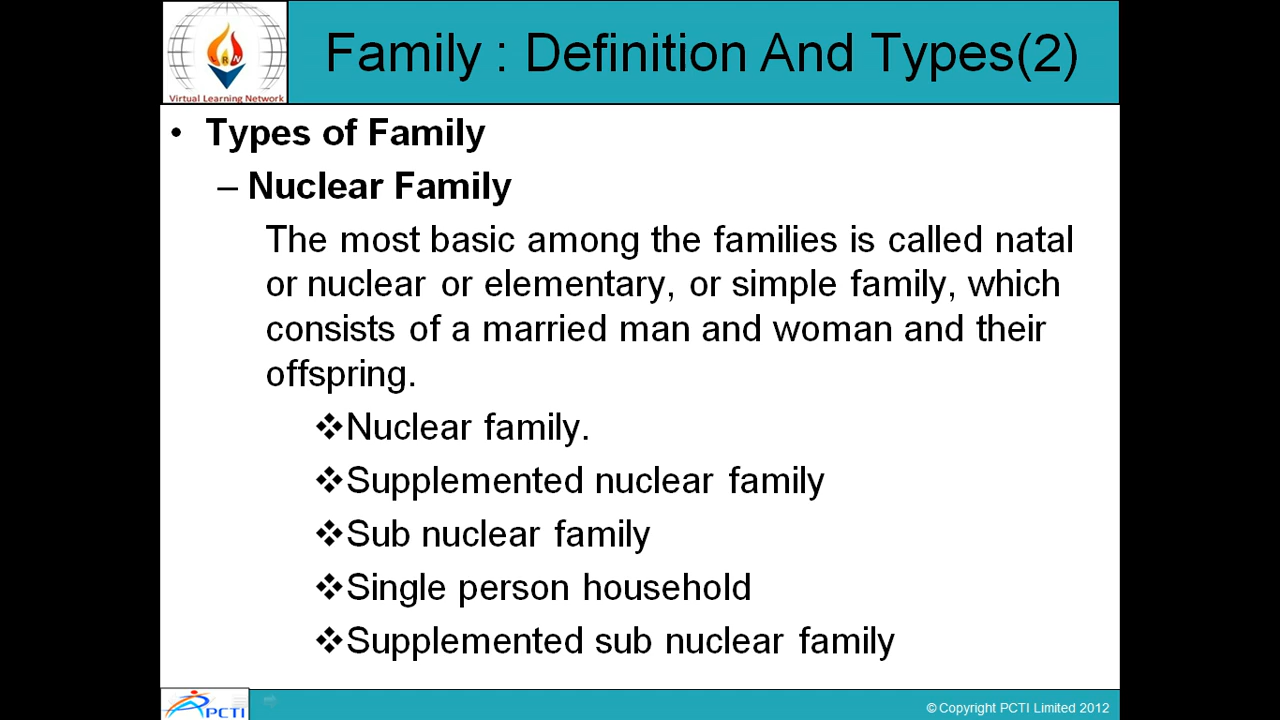 Family : Definition And Types(2)
Virtual Learning Network
• Types of Family
– Nuclear Family
The most basic among the families is called natal
or nuclear or elementary, or simple family, which
consists of a married man and woman and their
offspring.
❖Nuclear family.
❖Supplemented nuclear family
❖Sub nuclear family
❖Single person household
❖Supplemented sub nuclear family
PCTI
© Copyright PCTI Limited 2012